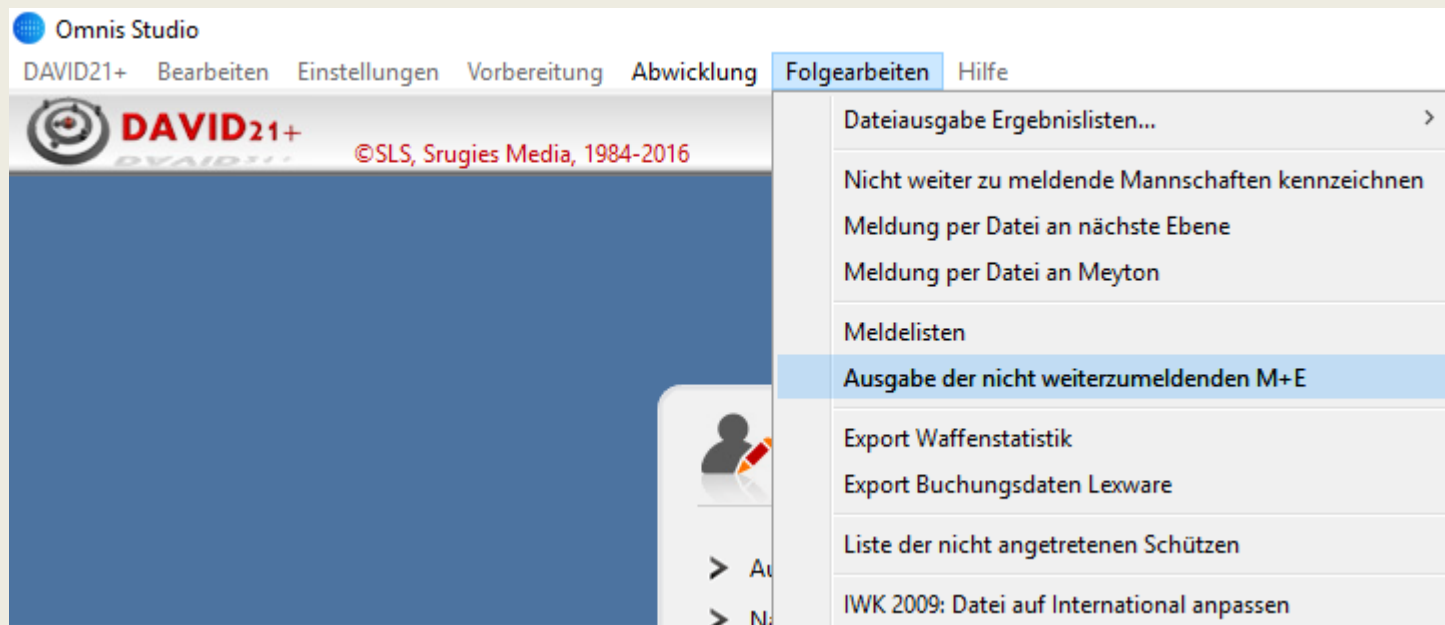 Omnis Studio
DAVID21+ Bearbeiten Einstellungen Vorbereitung Abwicklung Folgearbeiten Hilfe
DAVID21+
©SLS, Srugies Media, 1984-2016
Dateiausgabe Ergebnislisten...
Nicht weiter zu meldende Mannschaften kennzeichnen
Meldung per Datei an nächste Ebene
Meldung per Datei an Meyton
Meldelisten
Ausgabe der nicht weiterzumeldenden M+E
Export Waffenstatistik
Export Buchungsdaten Lexware
Liste der nicht angetretenen Schützen
IWK 2009: Datei auf International anpassen